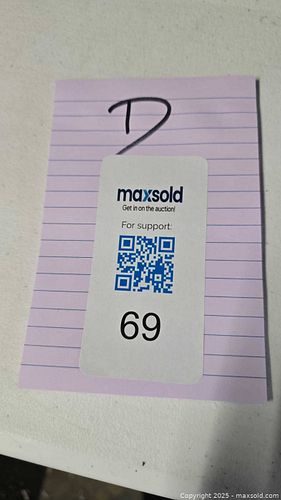 D
maxsold
Get in on the auction!
For support:
69
Copyright © 2025 - maxsold.com